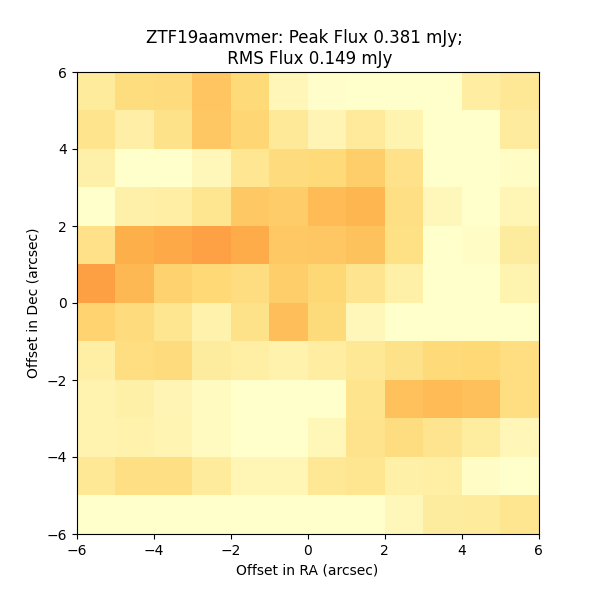 ZTF19aamvmer: Peak Flux 0.381 mJy;
RMS Flux 0.149 mJy
6
4
2
0
−2
−4
−6
Offset in Dec (arcsec)
−6 −4 −2 0 2 4 6
Offset in RA (arcsec)